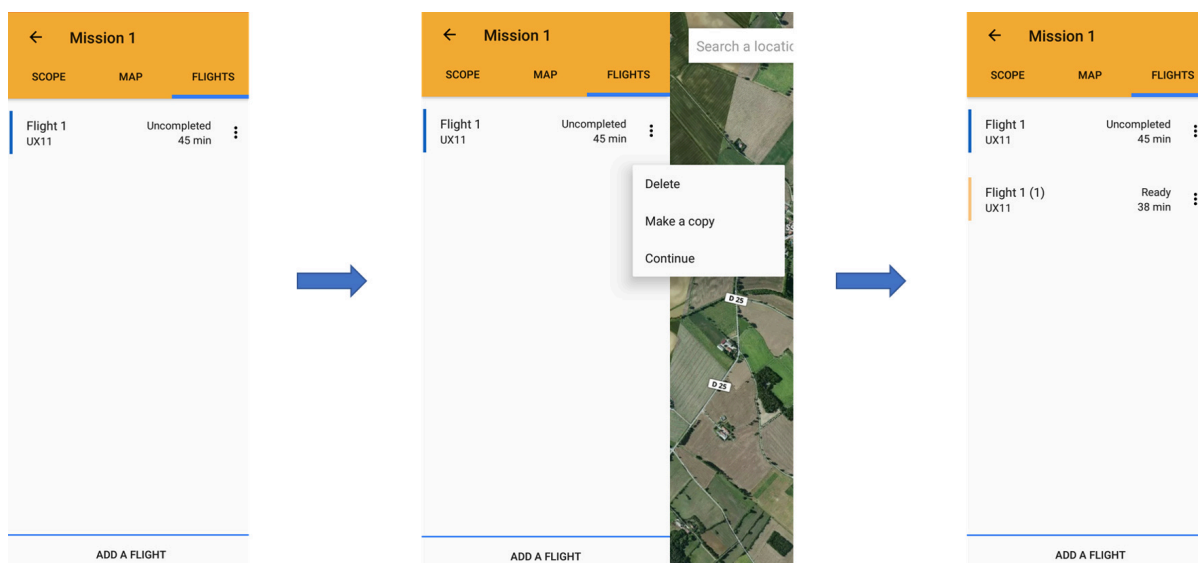 Mission 1
SCOPE MAP FLIGHTS
Flight 1 Uncompleted
UX11 45 min
ADD A FLIGHT
Mission 1
SCOPE MAP FLIGHTS
Flight 1 Uncompleted
UX11 45 min
Delete
Make a copy
Continue
ADD A FLIGHT
Search a locatio
D 25
D 25
Mission 1
SCOPE MAP FLIGHTS
Flight 1 Uncompleted
UX11 45 min
Flight 1 (1) Ready
UX11 38 min
ADD A FLIGHT